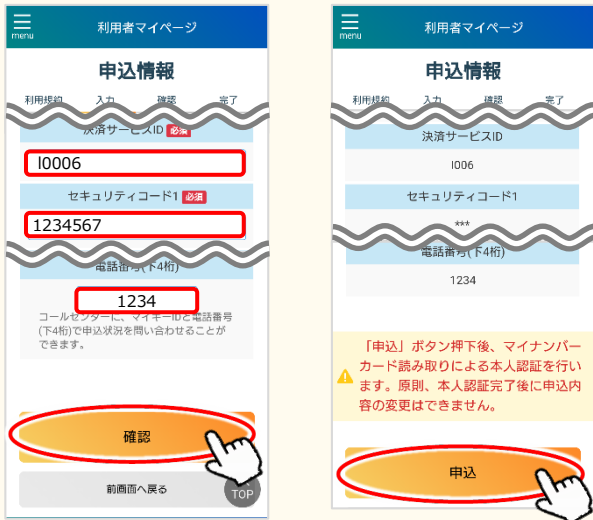 menu
利用者マイページ
申込情報
利用規約 入力 確認 完了
決済サービスID 必須
I0006
セキュリティコード1 必須
1234567
電話番号(下4桁)
1234
コールセンターに、マイキーIDと電話番号
(下4桁)で申込状況を問い合わせることが
できます。
確認
前画面へ戻る
TOP
menu
利用者マイページ
申込情報
利用規約 入力 確認 完了
決済サービスID
I006
セキュリティコード1
***
電話番号(下4桁)
1234
「申込」ボタン押下後、マイナンバー
カード読み取りによる本人認証を行い
ます。原則、本人認証完了後に申込内
容の変更はできません。
申込